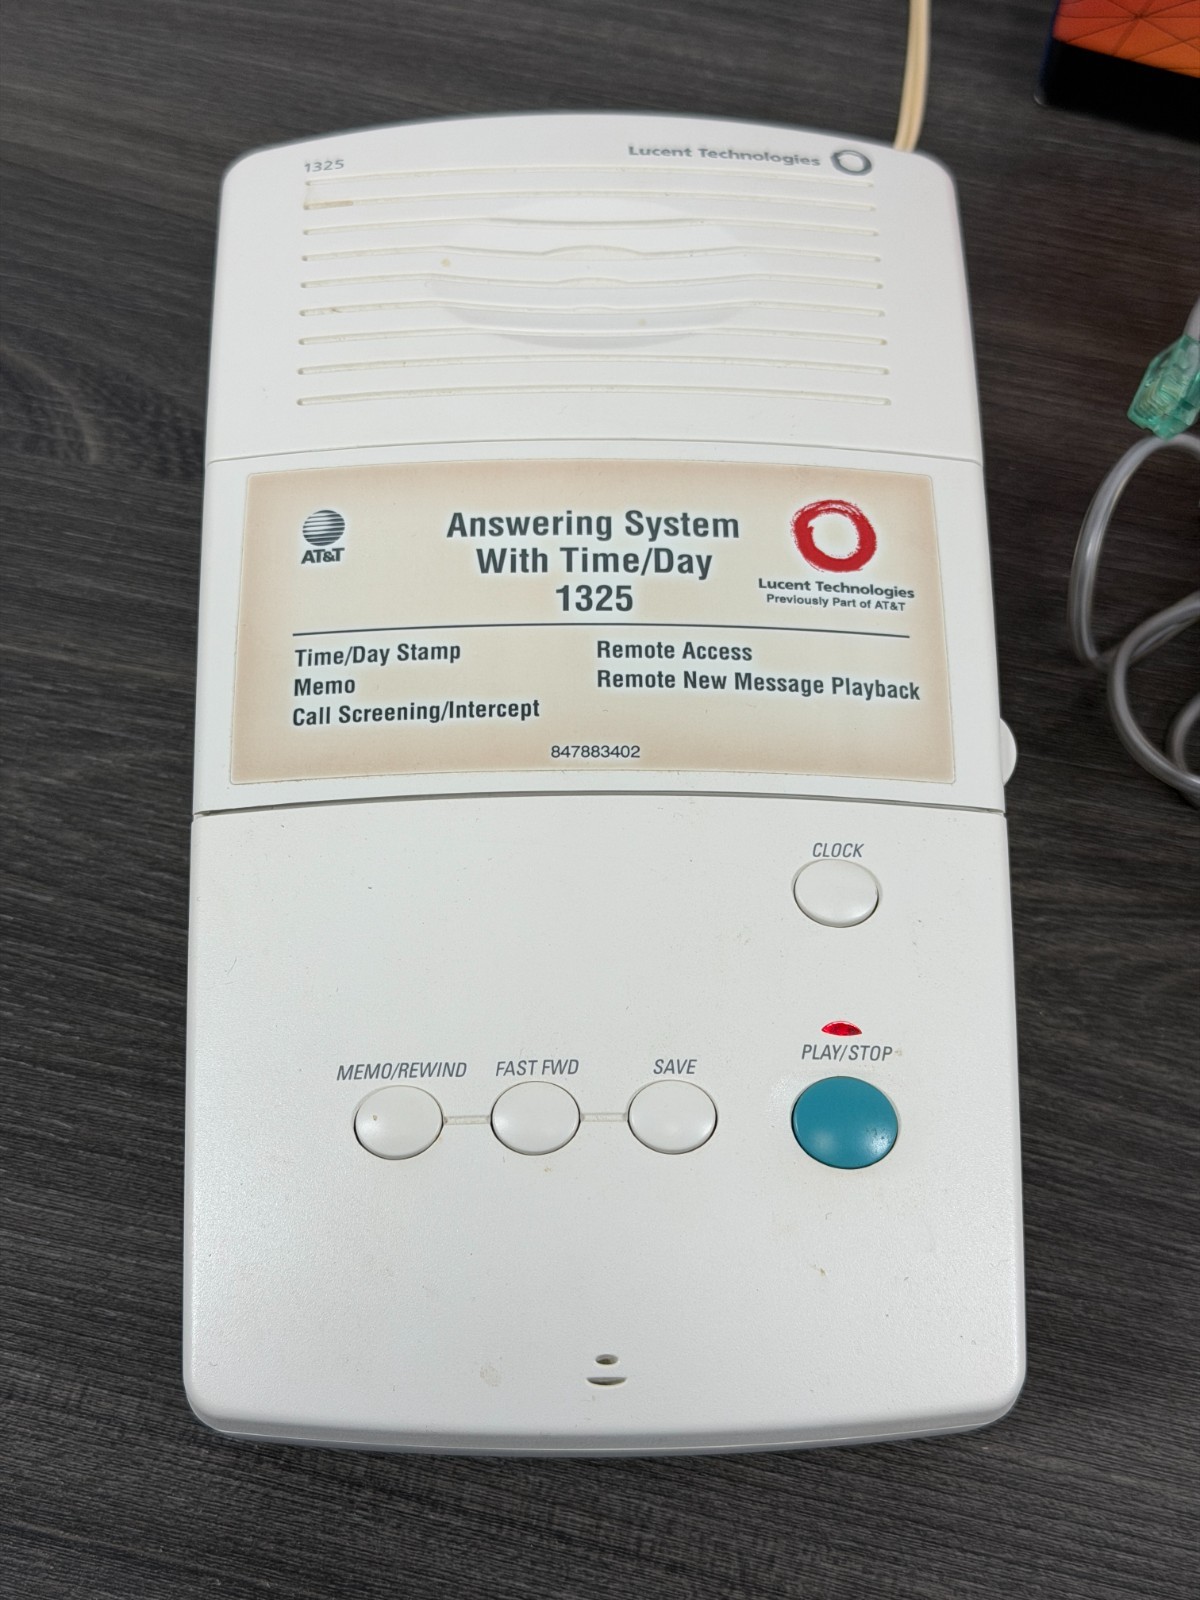 1325
Lucent Technologies
AT&T
Answering System
With Time/Day
1325
Lucent Technologies
Previously Part of AT&T
Time/Day Stamp
Memo
Call Screening/Intercept
Remote Access
Remote New Message Playback
847883402
CLOCK
PLAY/STOP
MEMO/REWIND
FAST FWD
SAVE